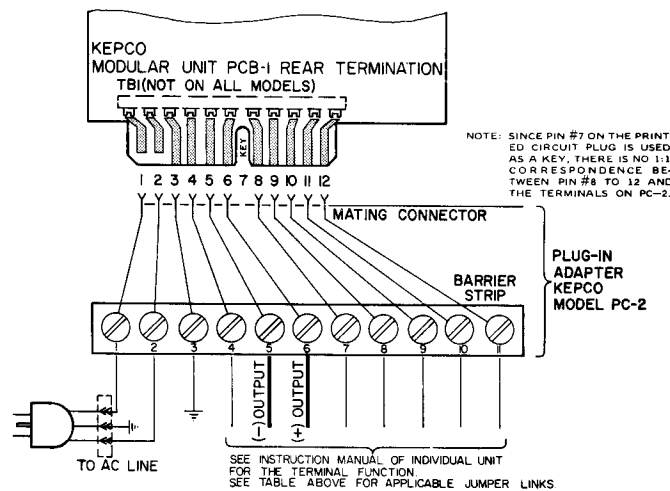 KEPCO
MODULAR UNIT PCB-1 REAR TERMINATION
TB1(NOT ON ALL MODELS)
KEY
NOTE: SINCE PIN #7 ON THE PRINT-
ED CIRCUIT PLUG IS USED
AS A KEY, THERE IS NO 1:1
CORRESPONDENCE BE-
TWEEN PIN #8 TO 12 AND
THE TERMINALS ON PC-2.
1 2 3 4 5 6 7 8 9 10 11 12
MATING CONNECTOR
PLUG-IN
ADAPTER
KEPCO
MODEL PC-2
BARRIER
STRIP
1 2 3 4 5 6 7 8 9 10 11
(-) OUTPUT
(+) OUTPUT
TO AC LINE
SEE INSTRUCTION MANUAL OF INDIVIDUAL UNIT
FOR THE TERMINAL FUNCTION.
SEE TABLE ABOVE FOR APPLICABLE JUMPER LINKS.